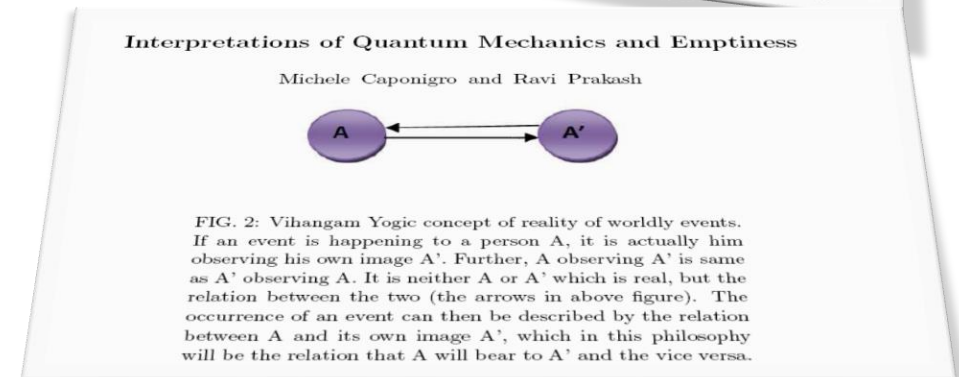 Interpretations of Quantum Mechanics and Emptiness
Michele Caponigro and Ravi Prakash
A A'
FIG. 2: Vihangam Yogic concept of reality of worldly events.
If an event is happening to a person A, it is actually him
observing his own image A'. Further, A observing A' is same
as A' observing A. It is neither A or A' which is real, but the
relation between the two (the arrows in above figure). The
occurrence of an event can then be described by the relation
between A and its own image A', which in this philosophy
will be the relation that A will bear to A' and the vice versa.